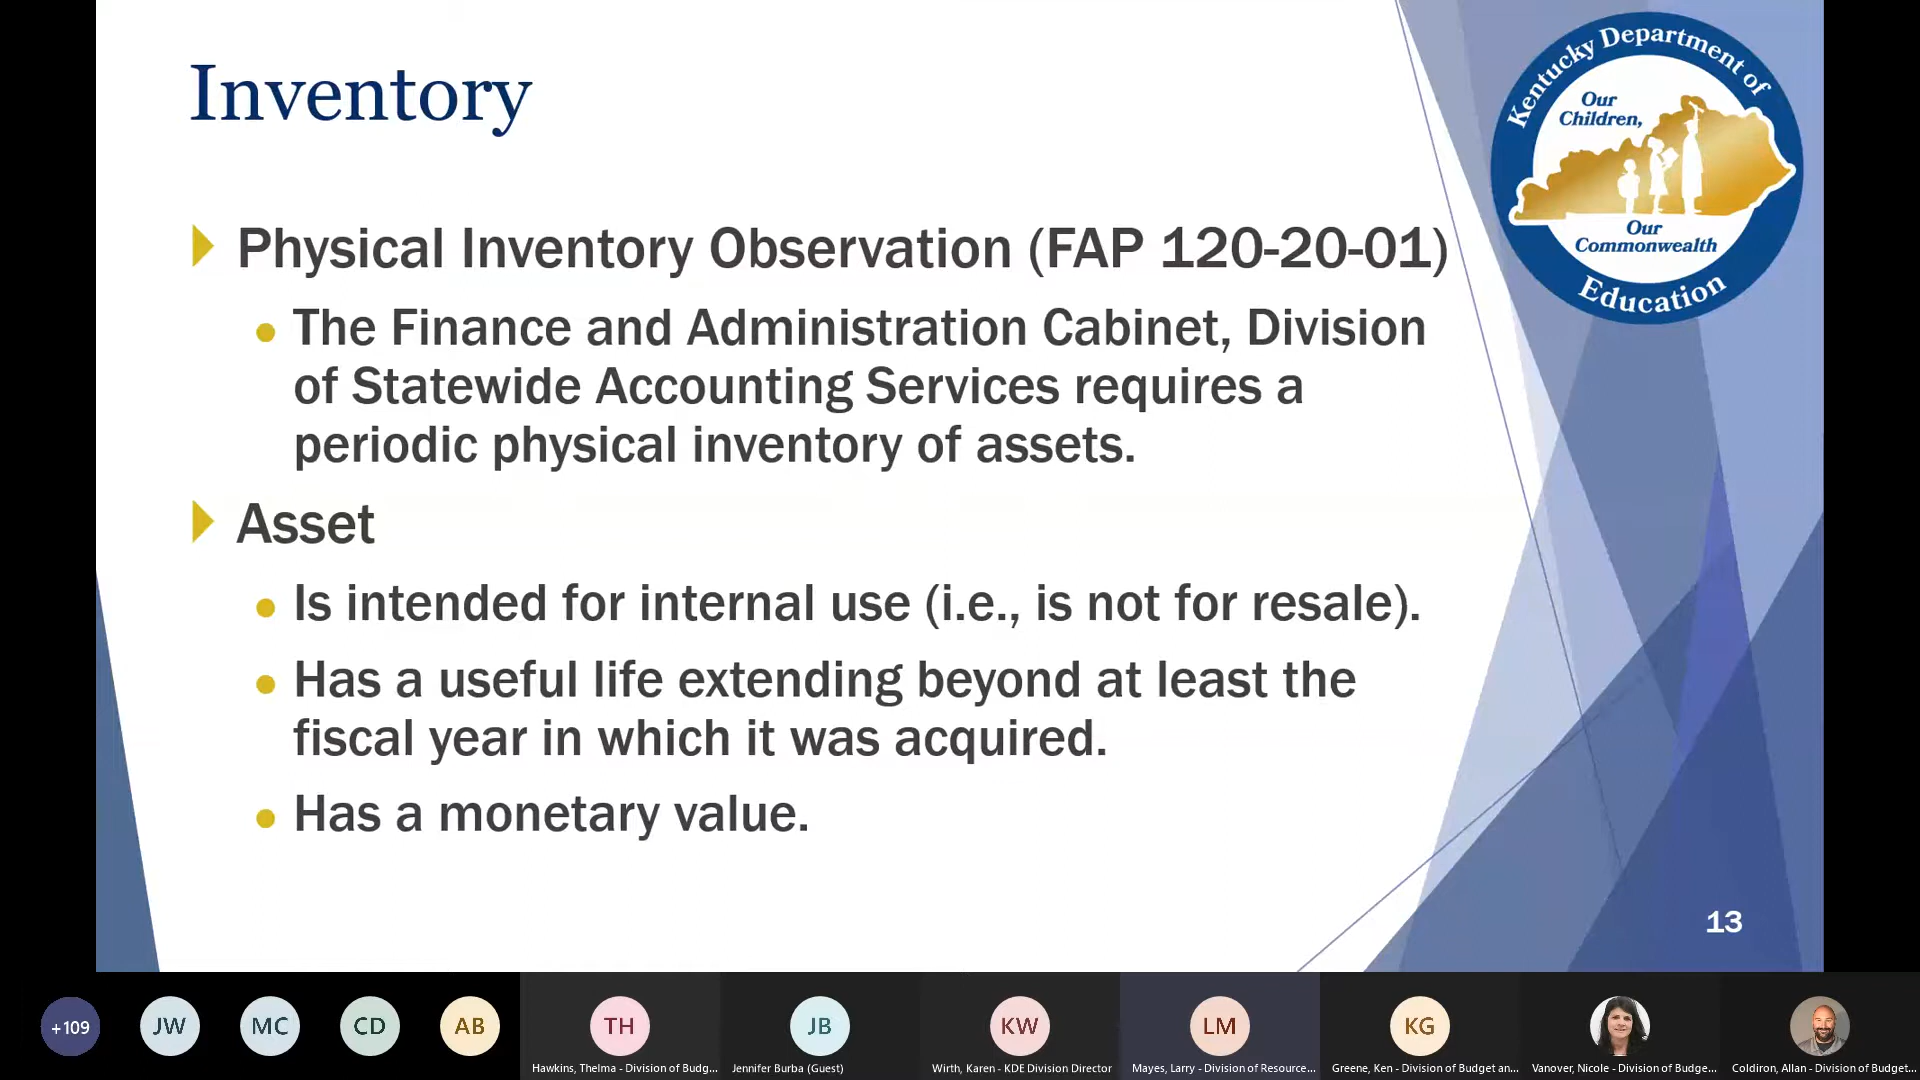 Inventory
Kentucky Department of
Our
Children,
Our
Commonwealth
Education
Physical Inventory Observation (FAP 120-20-01)
The Finance and Administration Cabinet, Division
of Statewide Accounting Services requires a
periodic physical inventory of assets.
Asset
Is intended for internal use (i.e., is not for resale).
Has a useful life extending beyond at least the
fiscal year in which it was acquired.
Has a monetary value.
13
+109
JW
MC
CD
AB
TH
JB
KW
LM
KG
Hawkins, Thelma - Division of Budg...
Jennifer Burba (Guest)
Wirth, Karen - KDE Division Director
Mayes, Larry - Division of Resource...
Greene, Ken - Division of Budget an...
Vanover, Nicole - Division of Budge...
Coldiron, Allan - Division of Budget...